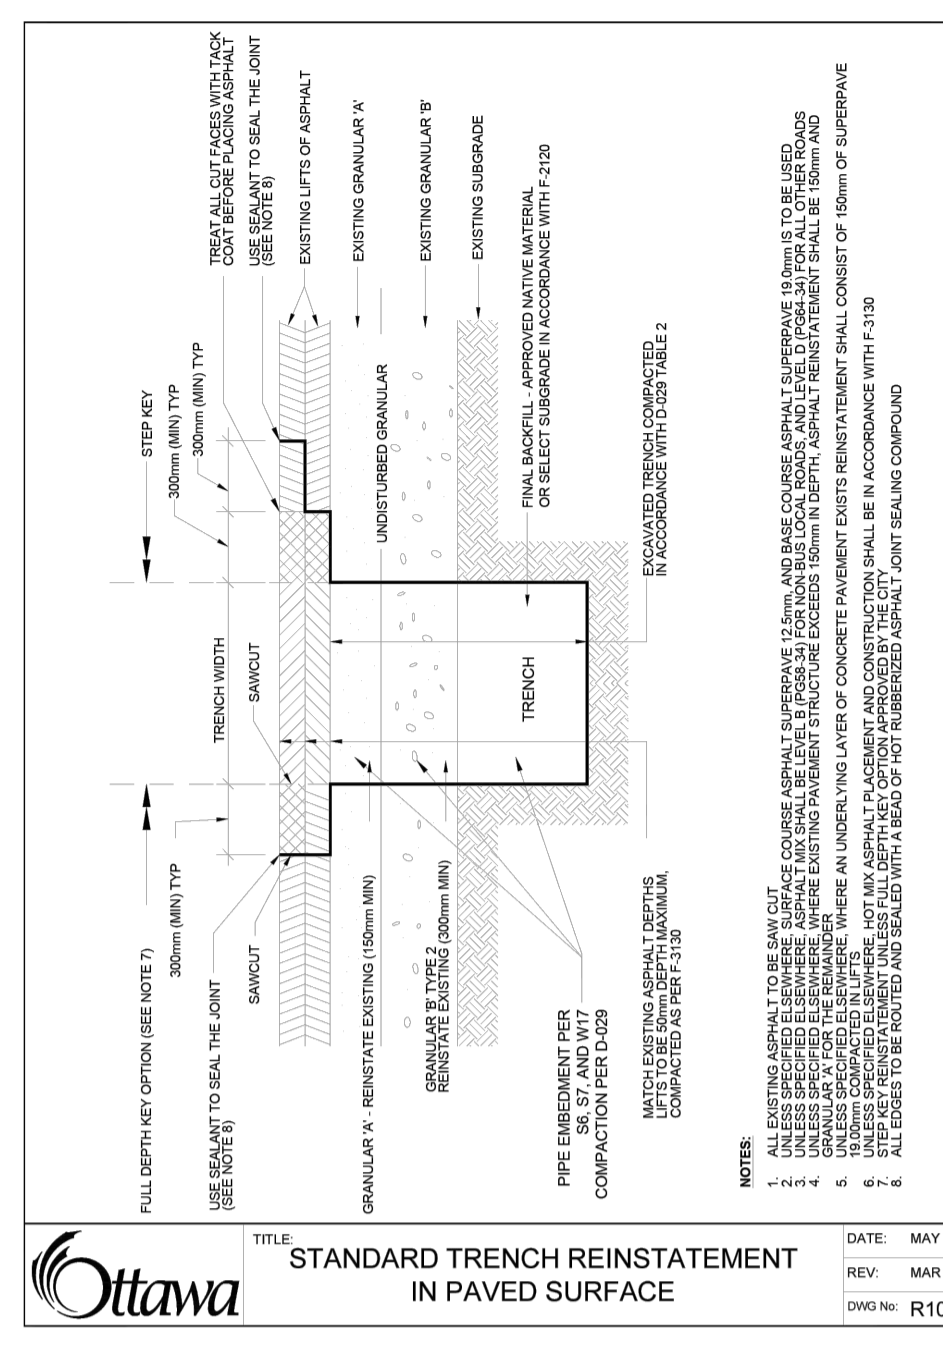 FULL DEPTH KEY OPTION (SEE NOTE 7)
STEP KEY
300mm (MIN) TYP
300mm (MIN) TYP
300mm (MIN) TYP
TRENCH WIDTH
TREAT ALL CUT FACES WITH TACK
COAT BEFORE PLACING ASPHALT
USE SEALANT TO SEAL THE JOINT
(SEE NOTE 8)
USE SEALANT TO SEAL THE JOINT
(SEE NOTE 8)
SAWCUT
SAWCUT
EXISTING LIFTS OF ASPHALT
EXISTING GRANULAR 'A'
GRANULAR 'A' - REINSTATE EXISTING (150mm MIN)
UNDISTURBED GRANULAR
EXISTING GRANULAR 'B'
GRANULAR 'B' TYPE 2
REINSTATE EXISTING (300mm MIN)
EXISTING SUBGRADE
TRENCH
FINAL BACKFILL - APPROVED NATIVE MATERIAL
OR SELECT SUBGRADE IN ACCORDANCE WITH F-2120
PIPE EMBEDMENT PER
S6, S7, AND W17
COMPACTION PER D-029
MATCH EXISTING ASPHALT DEPTHS
LIFTS TO BE 50mm DEPTH MAXIMUM,
COMPACTED AS PER F-3130
EXCAVATED TRENCH COMPACTED
IN ACCORDANCE WITH D-029 TABLE 2
NOTES:
1. ALL EXISTING ASPHALT TO BE SAW CUT
2. UNLESS SPECIFIED ELSEWHERE, SURFACE COURSE ASPHALT SUPERPAVE 12.5mm, AND BASE COURSE ASPHALT SUPERPAVE 19.0mm IS TO BE USED
3. UNLESS SPECIFIED ELSEWHERE, ASPHALT MIX SHALL BE LEVEL B (PG58-34) FOR NON-BUS LOCAL ROADS, AND LEVEL D (PG64-34) FOR ALL OTHER ROADS
4. UNLESS SPECIFIED ELSEWHERE, WHERE EXISTING PAVEMENT STRUCTURE EXCEEDS 150mm IN DEPTH, ASPHALT REINSTATEMENT SHALL BE 150mm AND
GRANULAR 'A' FOR THE REMAINDER
5. UNLESS SPECIFIED ELSEWHERE, WHERE AN UNDERLYING LAYER OF CONCRETE PAVEMENT EXISTS REINSTATEMENT SHALL CONSIST OF 150mm OF SUPERPAVE
19.00mm COMPACTED IN LIFTS
6. UNLESS SPECIFIED ELSEWHERE, HOT MIX ASPHALT PLACEMENT AND CONSTRUCTION SHALL BE IN ACCORDANCE WITH F-3130
7. STEP KEY REINSTATEMENT UNLESS FULL DEPTH KEY OPTION APPROVED BY THE CITY
8. ALL EDGES TO BE ROUTED AND SEALED WITH A BEAD OF HOT RUBBERIZED ASPHALT JOINT SEALING COMPOUND
Ottawa
TITLE:
STANDARD TRENCH REINSTATEMENT
IN PAVED SURFACE
DATE: MAY
REV: MAR
DWG No: R10